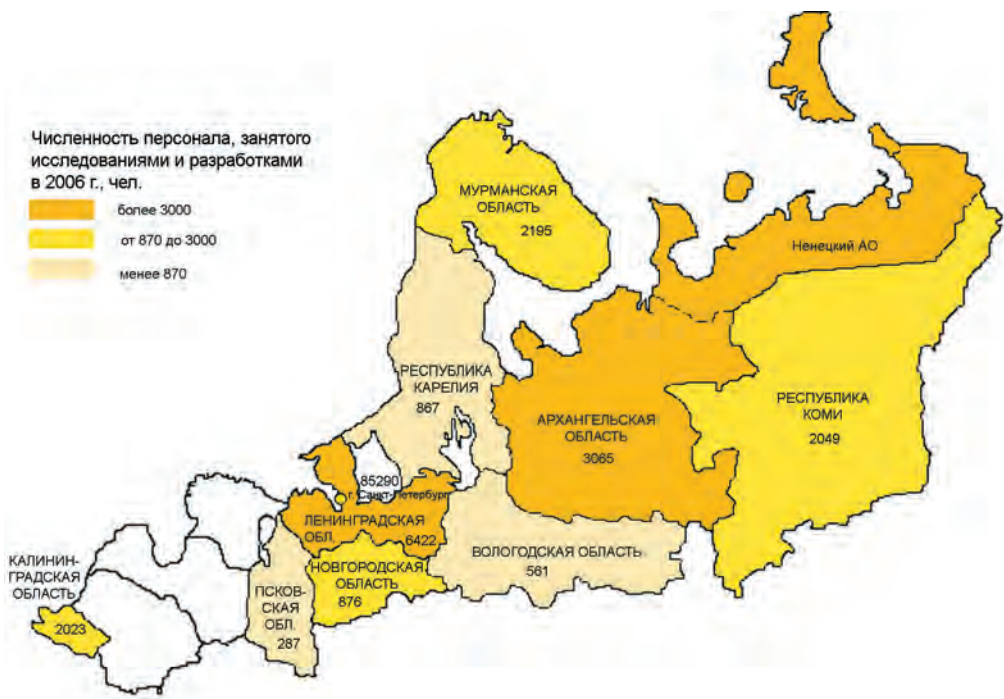 Численность персонала, занятого
исследованиями и разработками
в 2006 г., чел.
более 3000
от 870 до 3000
менее 870
МУРМАНСКАЯ
ОБЛАСТЬ
2195
Ненецкий АО
РЕСПУБЛИКА
КАРЕЛИЯ
867
АРХАНГЕЛЬСКАЯ
ОБЛАСТЬ
3065
РЕСПУБЛИКА
КОМИ
2049
85290
г. Санкт-Петербург
ЛЕНИНГРАДСКАЯ
ОБЛ.
6422
ВОЛОГОДСКАЯ ОБЛАСТЬ
561
НОВГОРОДСКАЯ
ОБЛАСТЬ
876
ПСКОВ-
СКАЯ
ОБЛ.
287
КАЛИНИН-
ГРАДСКАЯ
ОБЛАСТЬ
2023